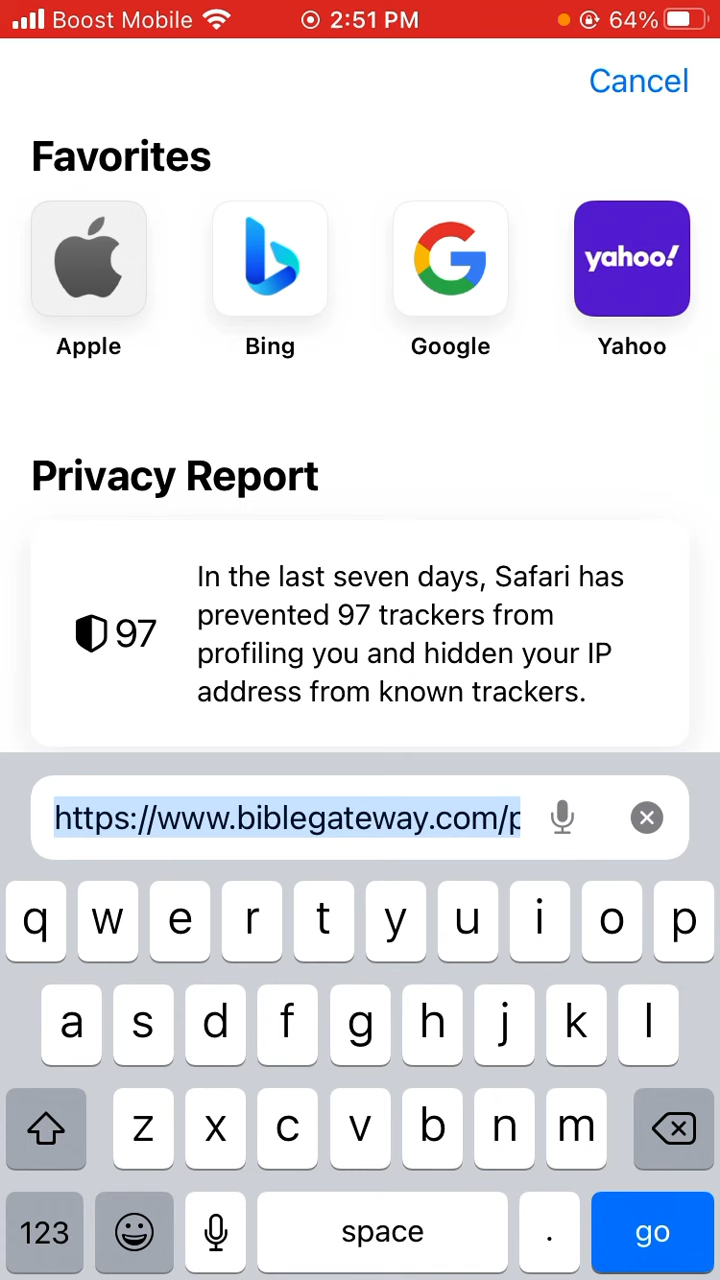 Boost Mobile 2:51 PM 64%
Cancel
Favorites
yahoo!
Apple Bing Google Yahoo
Privacy Report
97
In the last seven days, Safari has
prevented 97 trackers from
profiling you and hidden your IP
address from known trackers.
https://www.biblegateway.com/p
q w e r t y u i o p
a s d f g h j k l
z x c v b n m
123 space . go